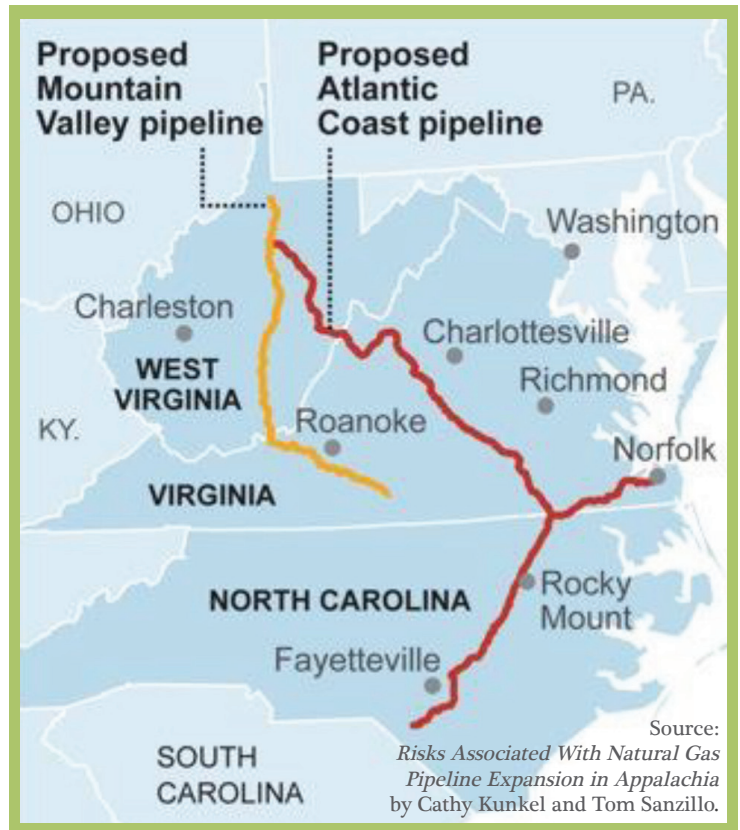 Proposed
Mountain
Valley pipeline
Proposed
Atlantic
Coast pipeline
PA.
OHIO
Washington
Charleston
Charlottesville
WEST
VIRGINIA
Richmond
KY.
Roanoke
Norfolk
VIRGINIA
NORTH CAROLINA
Rocky
Mount
Fayetteville
SOUTH
CAROLINA
Source:
Risks Associated With Natural Gas
Pipeline Expansion in Appalachia
by Cathy Kunkel and Tom Sanzillo.